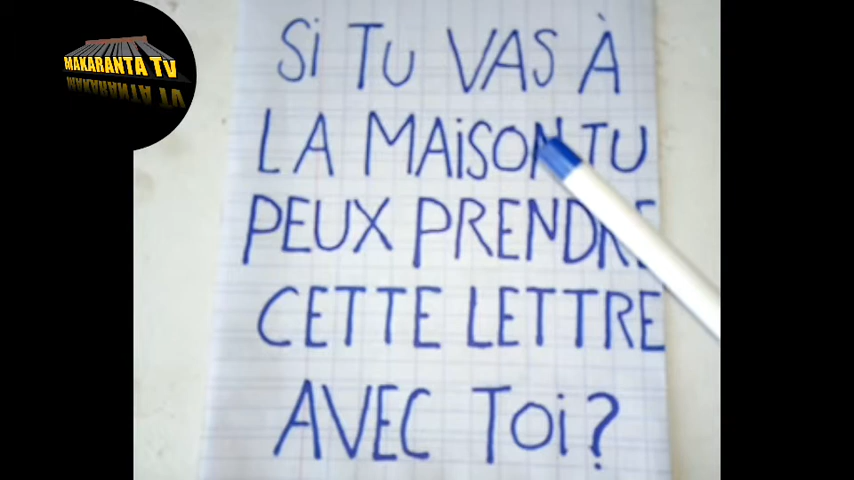 MAKARANTA TV
Si TU VAS À
LA MAiSON TU
PEUX PRENDRE
CETTE LETTRE
AVEC Toi?